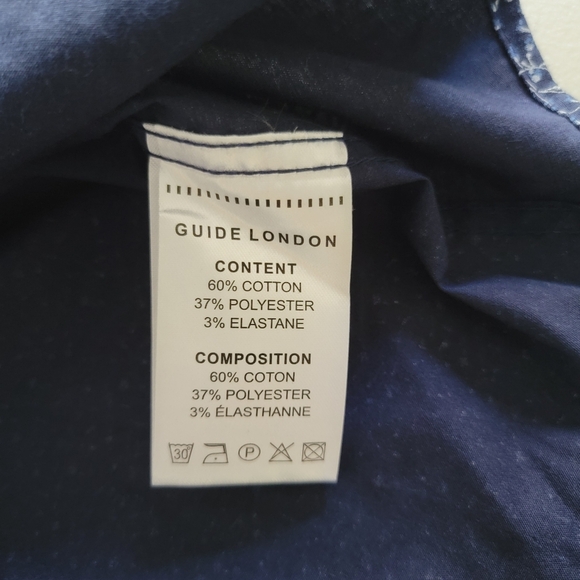 GUIDE LONDON
CONTENT
60% COTTON
37% POLYESTER
3% ELASTANE
COMPOSITION
60% COTON
37% POLYESTER
3% ÉLASTHANNE
30° P